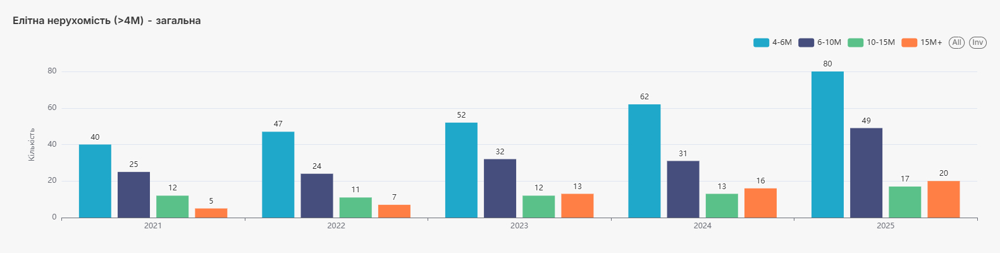 Елітна нерухомість (>4M) - загальна
4-6M 6-10M 10-15M 15M+ All Inv
80
60
40
20
0
Кількість
40 25 12 5
47 24 11 7
52 32 12 13
62 31 13 16
80 49 17 20
2021 2022 2023 2024 2025